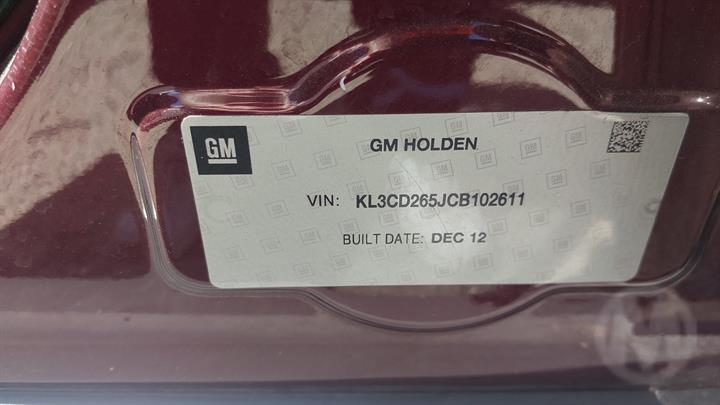 GM
GM HOLDEN
VIN: KL3CD265JCB102611
BUILT DATE: DEC 12